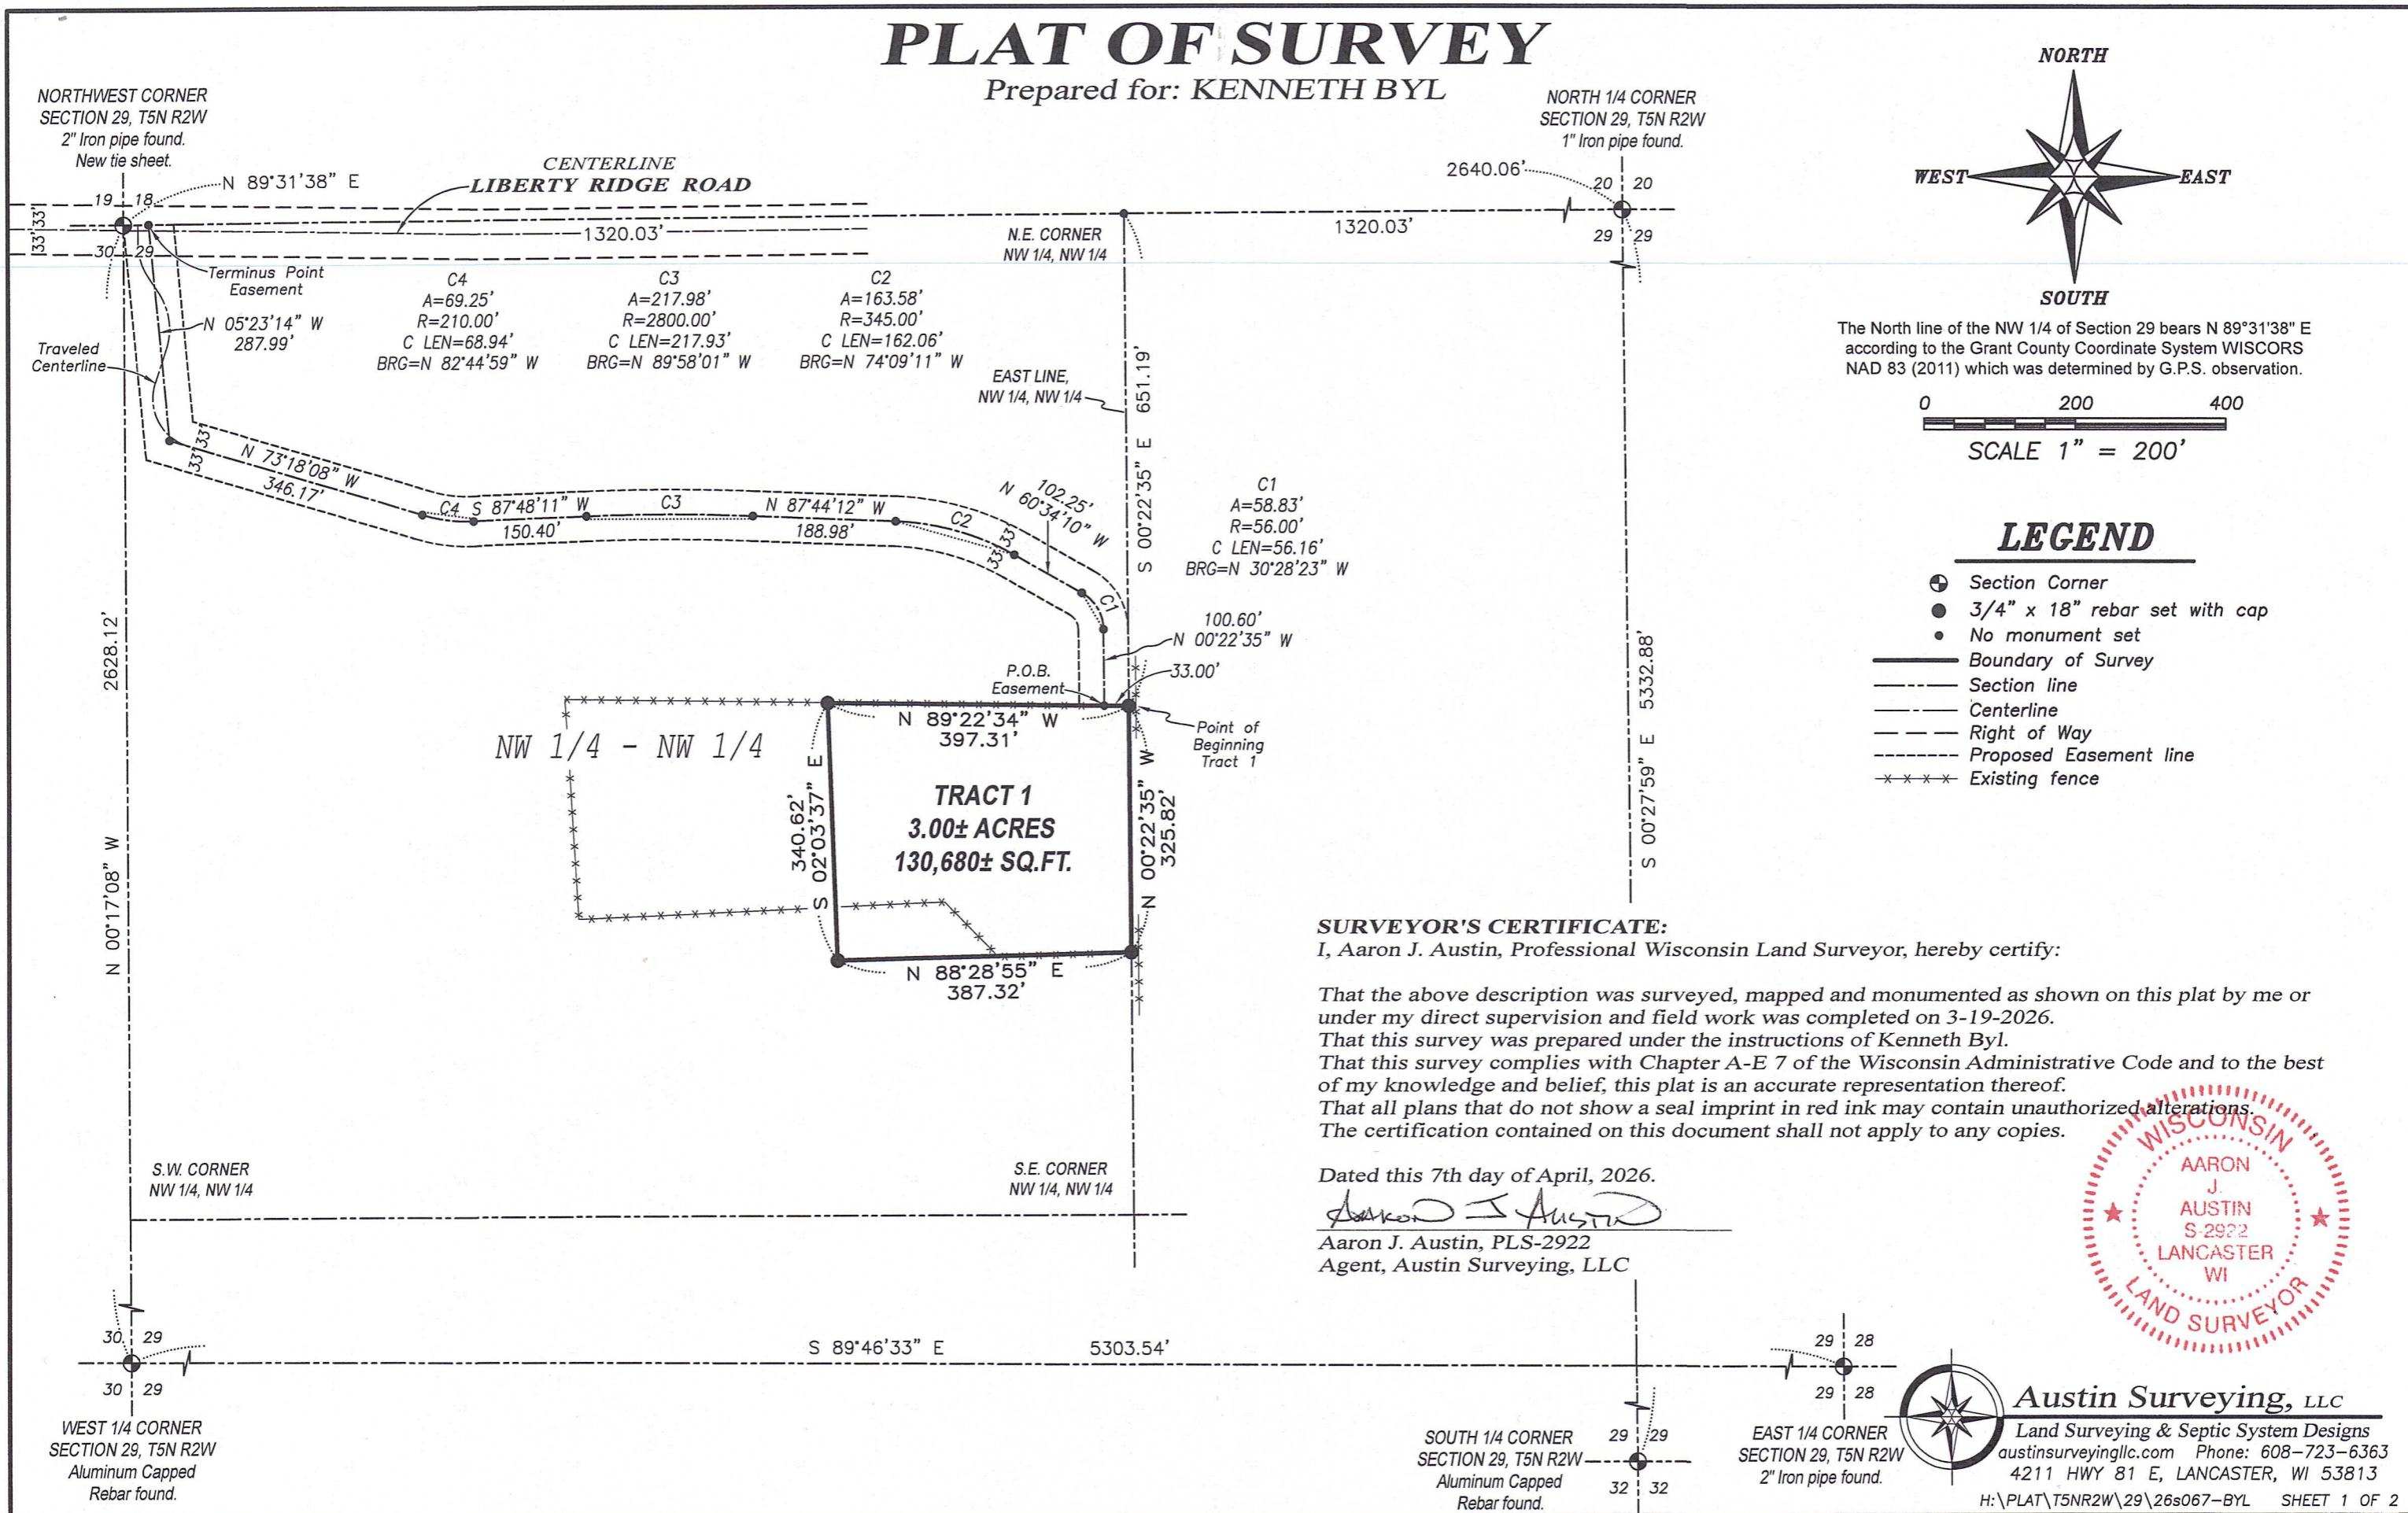 PLAT OF SURVEY
Prepared for: KENNETH BYL
NORTHWEST CORNER
SECTION 29, T5N R2W
2" Iron pipe found.
New tie sheet.
N 89°31'38" E
CENTERLINE
LIBERTY RIDGE ROAD
NORTH 1/4 CORNER
SECTION 29, T5N R2W
1" Iron pipe found.
2640.06'
20 20
29 29
19 18
30 29
33' 33'
1320.03'
1320.03'
N.E. CORNER
NW 1/4, NW 1/4
Terminus Point
Easement
N 05°23'14" W
287.99'
Traveled
Centerline
C4
A=69.25'
R=210.00'
C LEN=68.94'
BRG=N 82°44'59" W
C3
A=217.98'
R=2800.00'
C LEN=217.93'
BRG=N 89°58'01" W
C2
A=163.58'
R=345.00'
C LEN=162.06'
BRG=N 74°09'11" W
EAST LINE,
NW 1/4, NW 1/4
S 00°22'35" E 651.19'
C1
A=58.83'
R=56.00'
C LEN=56.16'
BRG=N 30°28'23" W
33' 33'
N 73°18'08" W
346.17'
C4
S 87°48'11" W
150.40'
C3
N 87°44'12" W
188.98'
C2
33' 33'
102.25'
N 60°34'10" W
C1
100.60'
N 00°22'35" W
33.00'
P.O.B.
Easement
Point of
Beginning
Tract 1
N 89°22'34" W
397.31'
NW 1/4 - NW 1/4
340.62'
S 02°03'37" E
TRACT 1
3.00± ACRES
130,680± SQ.FT.
N 00°22'35" W
325.82'
N 88°28'55" E
387.32'
2628.12'
N 00°17'08" W
S 00°27'59" E 5332.88'
S.W. CORNER
NW 1/4, NW 1/4
S.E. CORNER
NW 1/4, NW 1/4
30 29
30 29
S 89°46'33" E 5303.54'
WEST 1/4 CORNER
SECTION 29, T5N R2W
Aluminum Capped
Rebar found.
SOUTH 1/4 CORNER
SECTION 29, T5N R2W
Aluminum Capped
Rebar found.
29 29
32 32
29 28
29 28
EAST 1/4 CORNER
SECTION 29, T5N R2W
2" Iron pipe found.
NORTH
WEST
EAST
SOUTH
The North line of the NW 1/4 of Section 29 bears N 89°31'38" E
according to the Grant County Coordinate System WISCORS
NAD 83 (2011) which was determined by G.P.S. observation.
0 200 400
SCALE 1" = 200'
LEGEND
Section Corner
3/4" x 18" rebar set with cap
No monument set
Boundary of Survey
Section line
Centerline
Right of Way
Proposed Easement line
Existing fence
SURVEYOR'S CERTIFICATE:
I, Aaron J. Austin, Professional Wisconsin Land Surveyor, hereby certify:
That the above description was surveyed, mapped and monumented as shown on this plat by me or
under my direct supervision and field work was completed on 3-19-2026.
That this survey was prepared under the instructions of Kenneth Byl.
That this survey complies with Chapter A-E 7 of the Wisconsin Administrative Code and to the best
of my knowledge and belief, this plat is an accurate representation thereof.
That all plans that do not show a seal imprint in red ink may contain unauthorized alterations.
The certification contained on this document shall not apply to any copies.
Dated this 7th day of April, 2026.
Aaron J Austin
Aaron J. Austin, PLS-2922
Agent, Austin Surveying, LLC
WISCONSIN
AARON
J.
AUSTIN
S-2922
LANCASTER
WI
LAND SURVEYOR
Austin Surveying, LLC
Land Surveying & Septic System Designs
austinsurveyingllc.com Phone: 608-723-6363
4211 HWY 81 E, LANCASTER, WI 53813
H:\PLAT\T5NR2W\29\26s067-BYL SHEET 1 OF 2